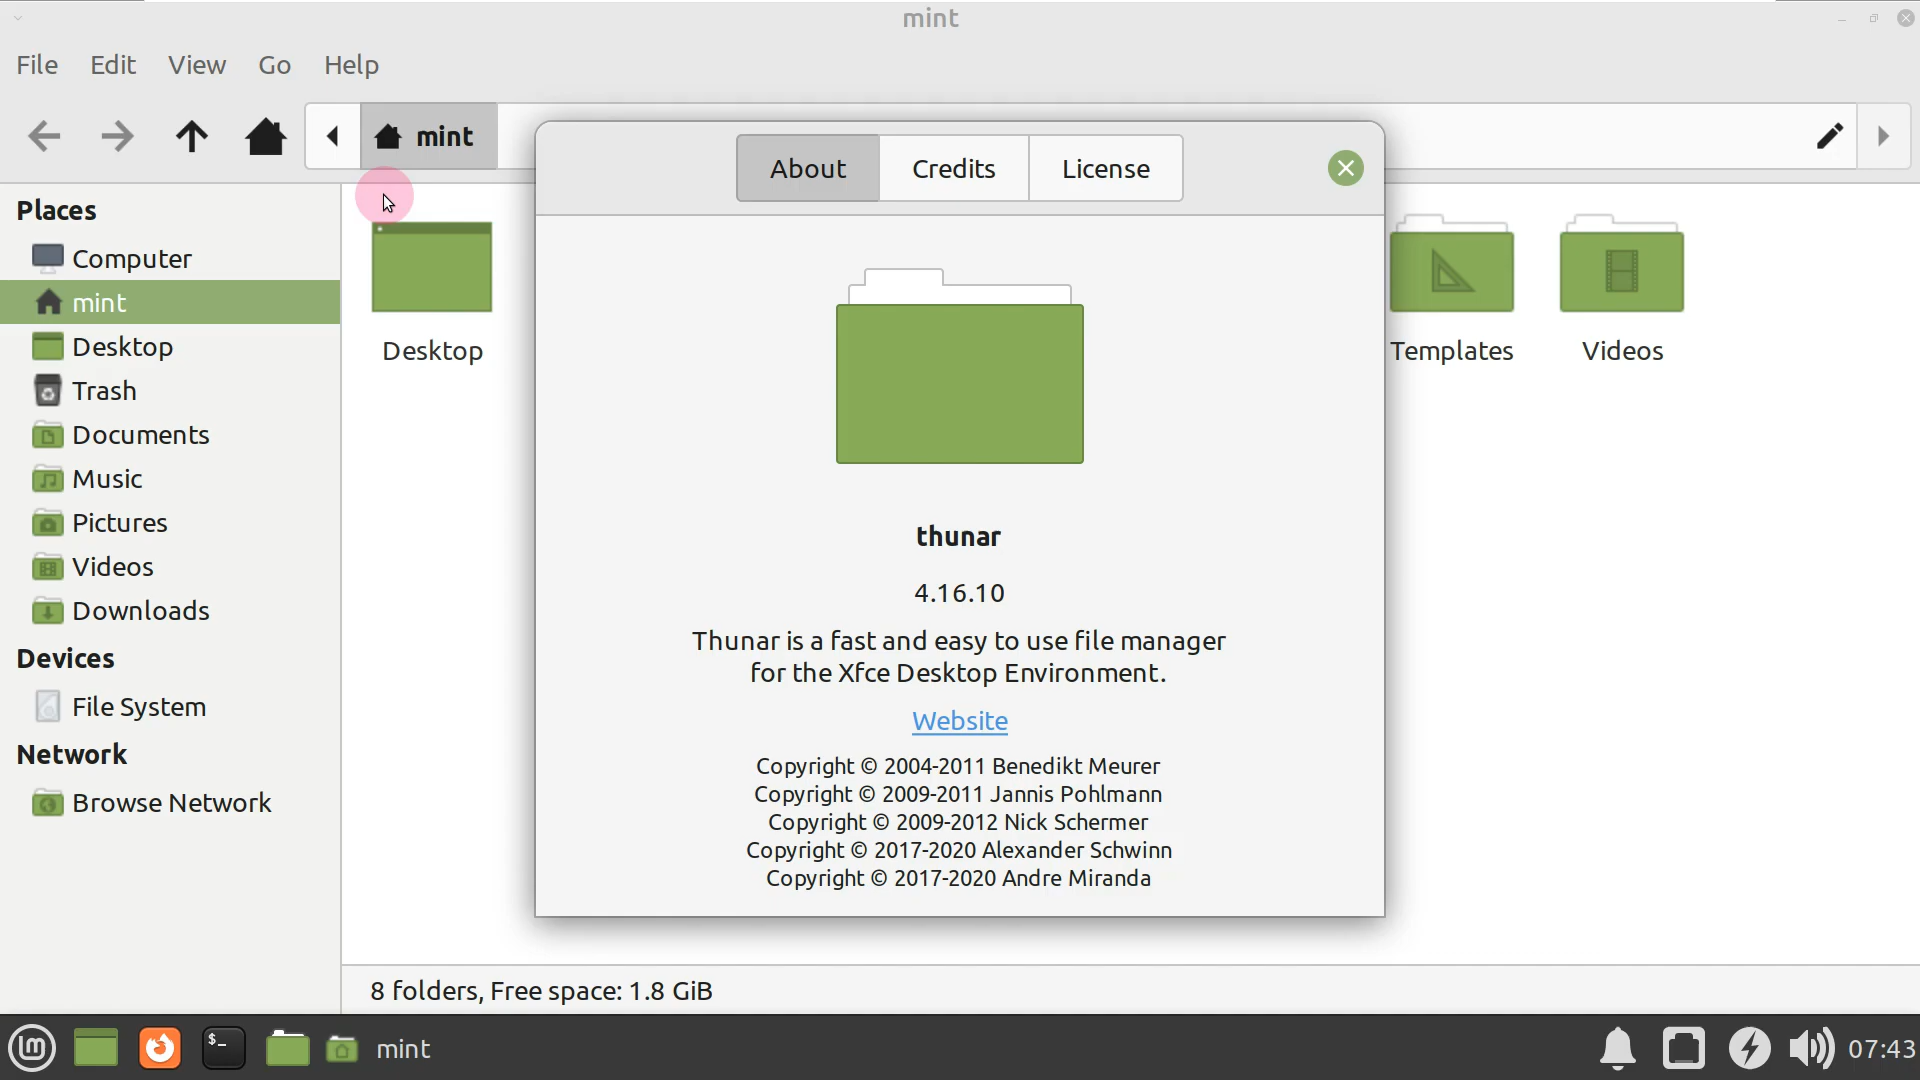 mint
File Edit View Go Help
mint
About Credits License
Places
Computer
mint
Desktop
Trash
Documents
Music
Pictures
Videos
Downloads
Devices
File System
Network
Browse Network
Desktop
Templates
Videos
thunar
4.16.10
Thunar is a fast and easy to use file manager
for the Xfce Desktop Environment.
Website
Copyright © 2004-2011 Benedikt Meurer
Copyright © 2009-2011 Jannis Pohlmann
Copyright © 2009-2012 Nick Schermer
Copyright © 2017-2020 Alexander Schwinn
Copyright © 2017-2020 Andre Miranda
8 folders, Free space: 1.8 GiB
$_
mint
07:43